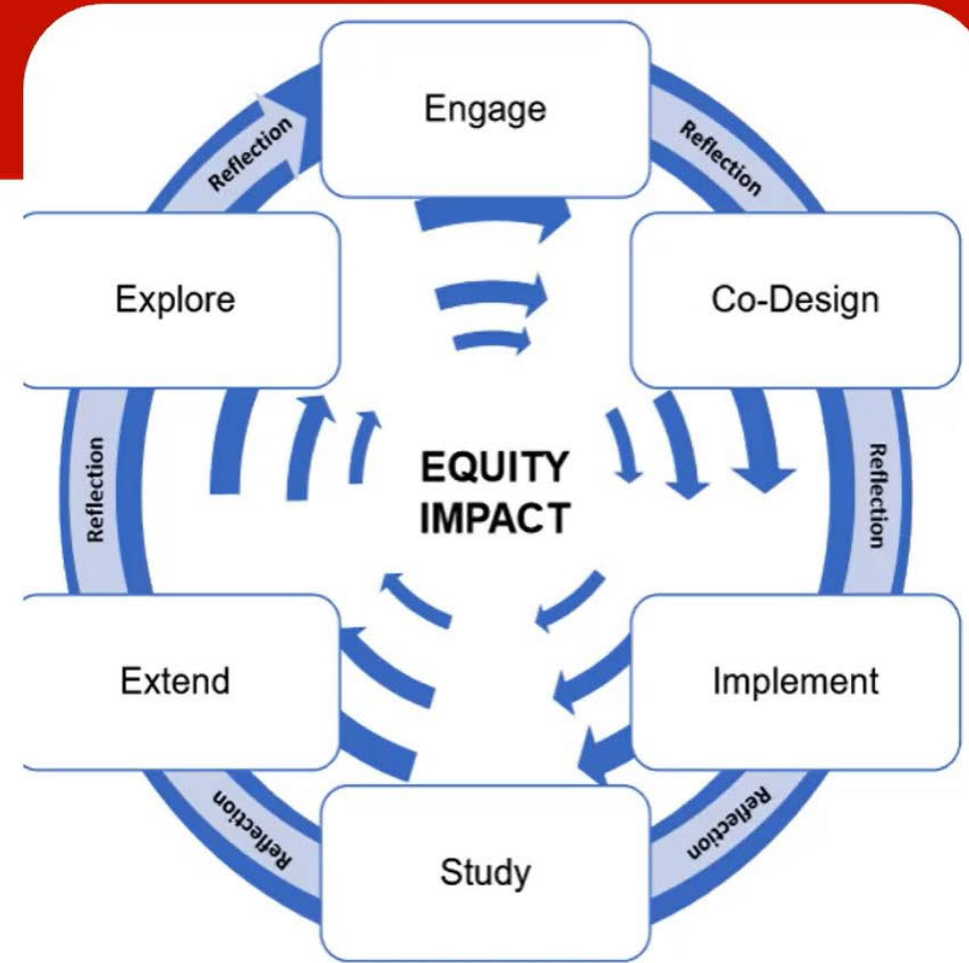 Engage
Reflection
Reflection
Explore
Co-Design
Reflection
EQUITY
IMPACT
Reflection
Extend
Implement
Reflection
Reflection
Study